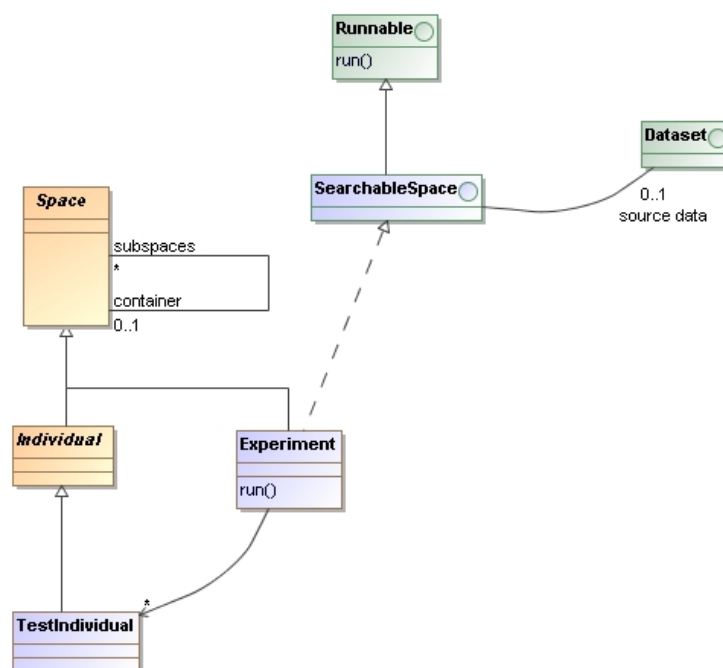 Runnable
run()
Dataset
SearchableSpace
0..1
source data
Space
subspaces
*
container
0..1
Individual
Experiment
run()
*
TestIndividual